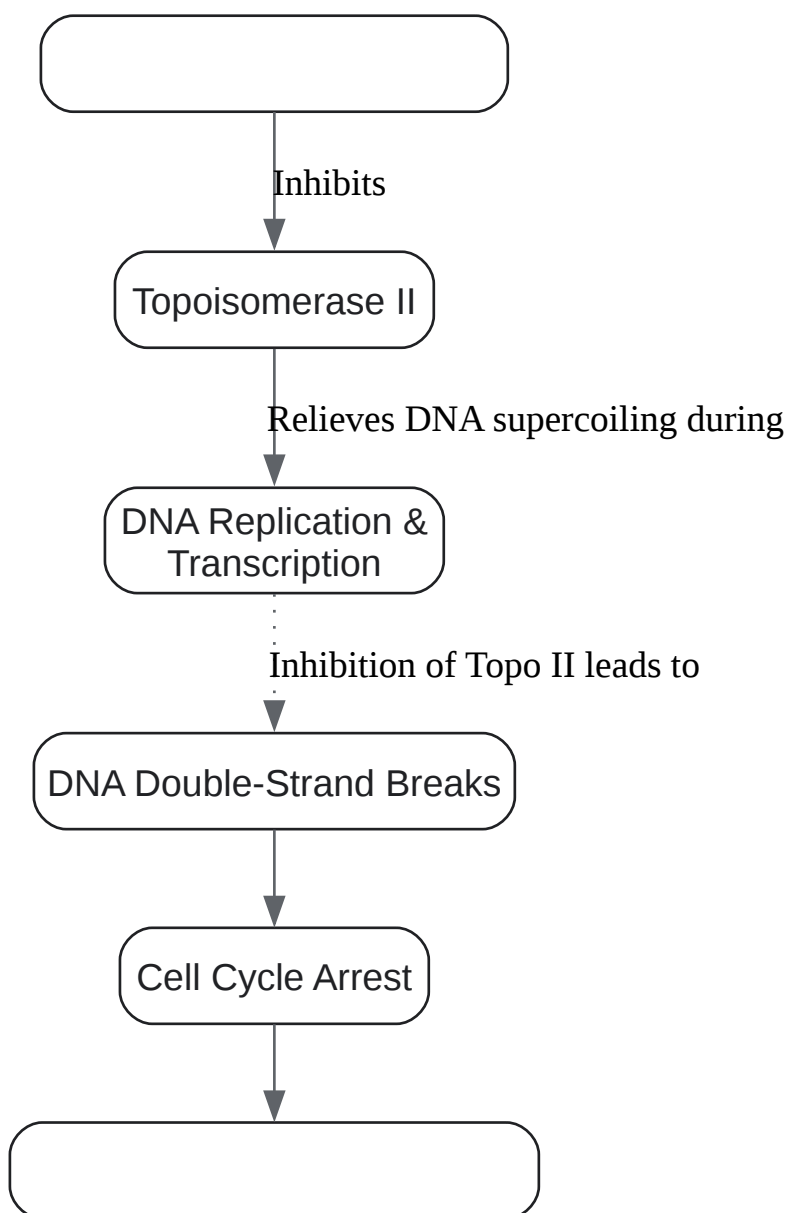 Inhibits
Topoisomerase II
Relieves DNA supercoiling during
DNA Replication &
Transcription
Inhibition of Topo II leads to
DNA Double-Strand Breaks
Cell Cycle Arrest